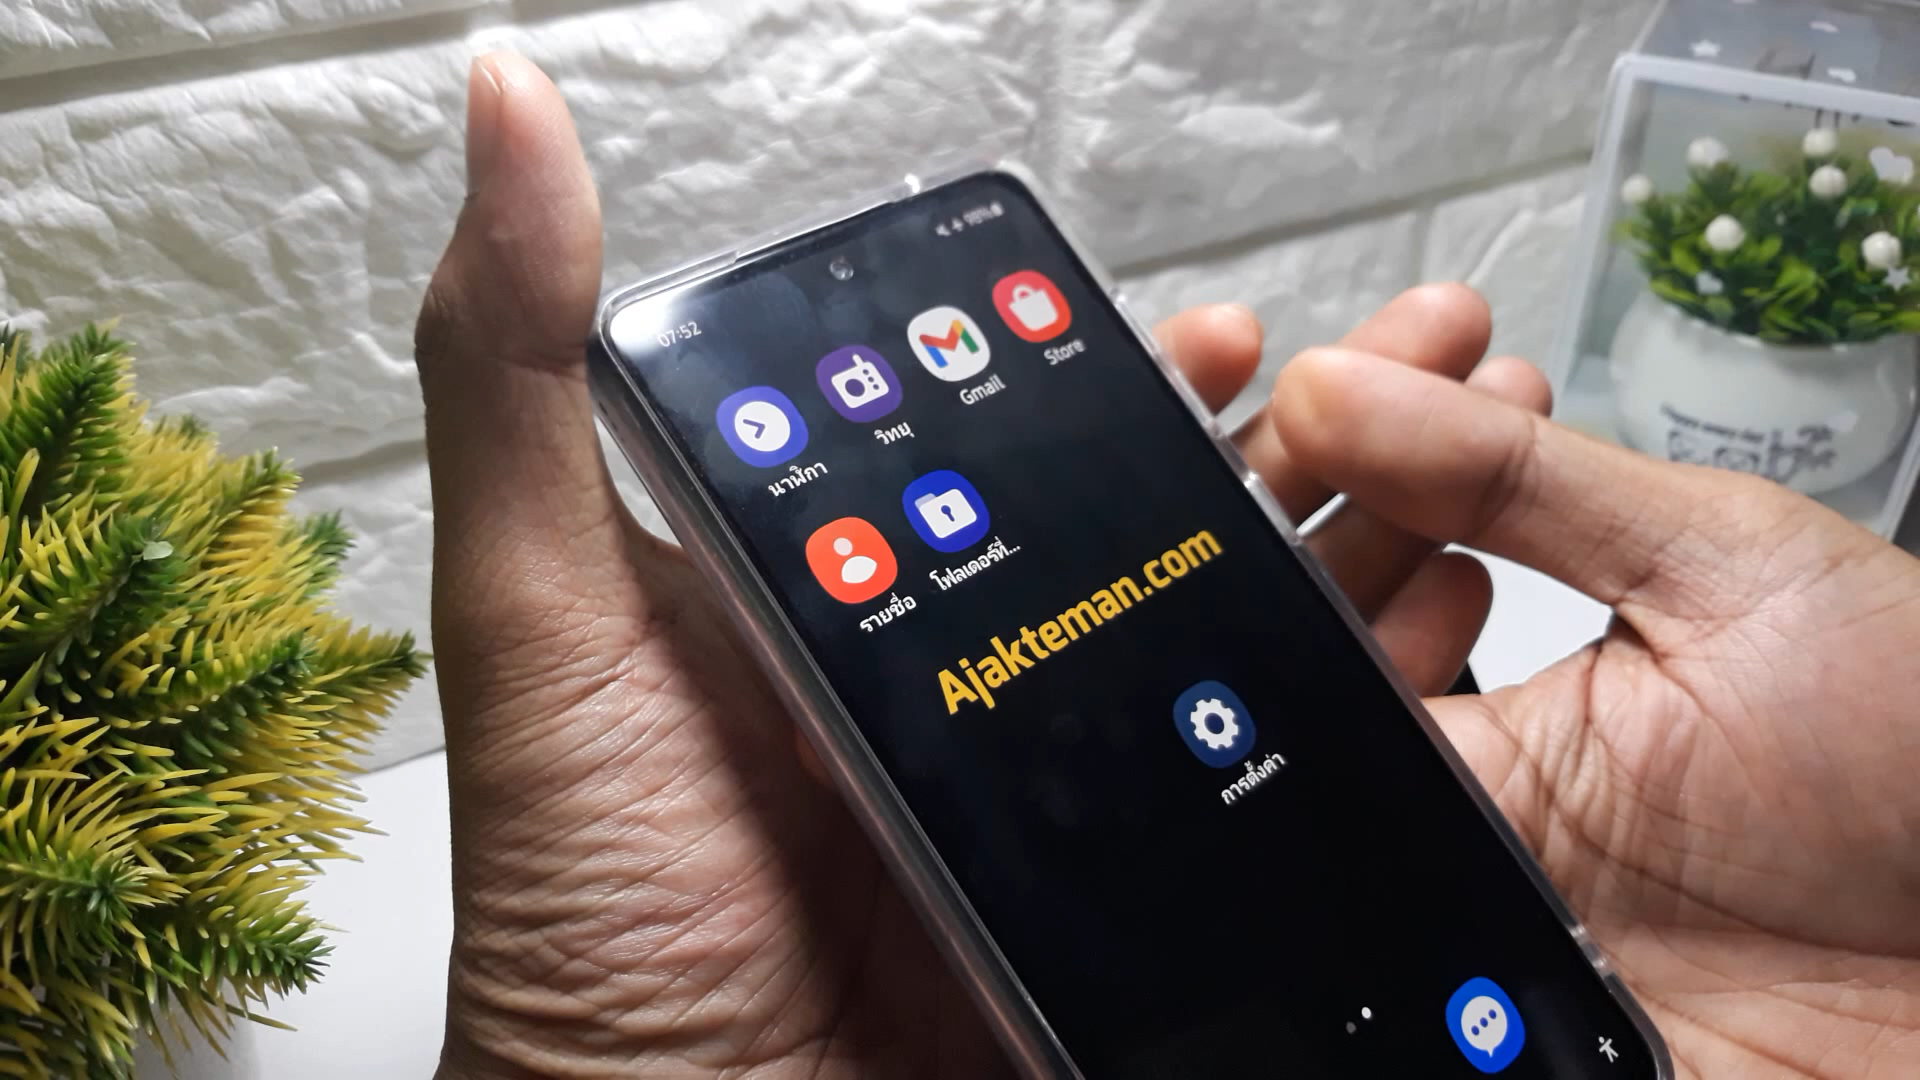 07:52
98%
นาฬิกา
วิทยุ
Gmail
Store
รายชื่อ
โฟลเดอร์ที่...
Ajakteman.com
การตั้งค่า